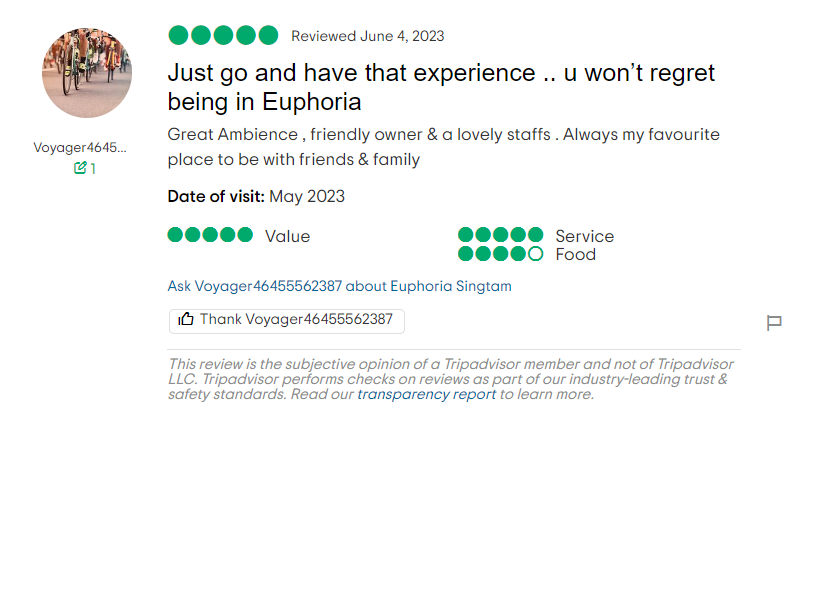 Reviewed June 4, 2023
Just go and have that experience .. u won’t regret
being in Euphoria
Voyager4645...
1
Great Ambience , friendly owner & a lovely staffs . Always my favourite
place to be with friends & family
Date of visit: May 2023
Value
Service
Food
Ask Voyager46455562387 about Euphoria Singtam
Thank Voyager46455562387
This review is the subjective opinion of a Tripadvisor member and not of Tripadvisor
LLC. Tripadvisor performs checks on reviews as part of our industry-leading trust &
safety standards. Read our transparency report to learn more.